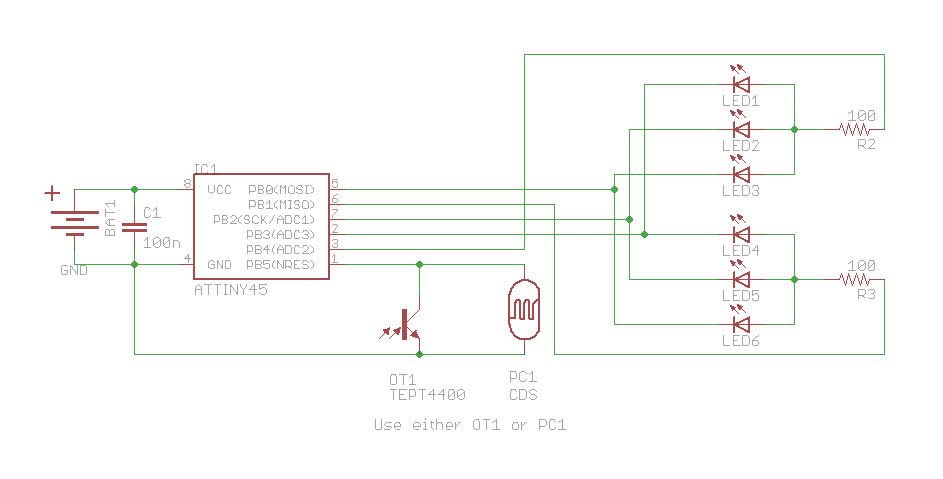 LED1
100
LED2
R2
IC1
LED3
+
8
VCC
PB0(MOSI)
5
PB1(MISO)
6
BAT1
C1
PB2(SCK/ADC1)
7
100n
PB3(ADC3)
2
LED4
PB4(ADC2)
3
GND
4
GND
PB5(NRES)
1
100
ATTINY45
LED5
R3
LED6
OT1
PC1
TEPT4400
CDS
Use either OT1 or PC1